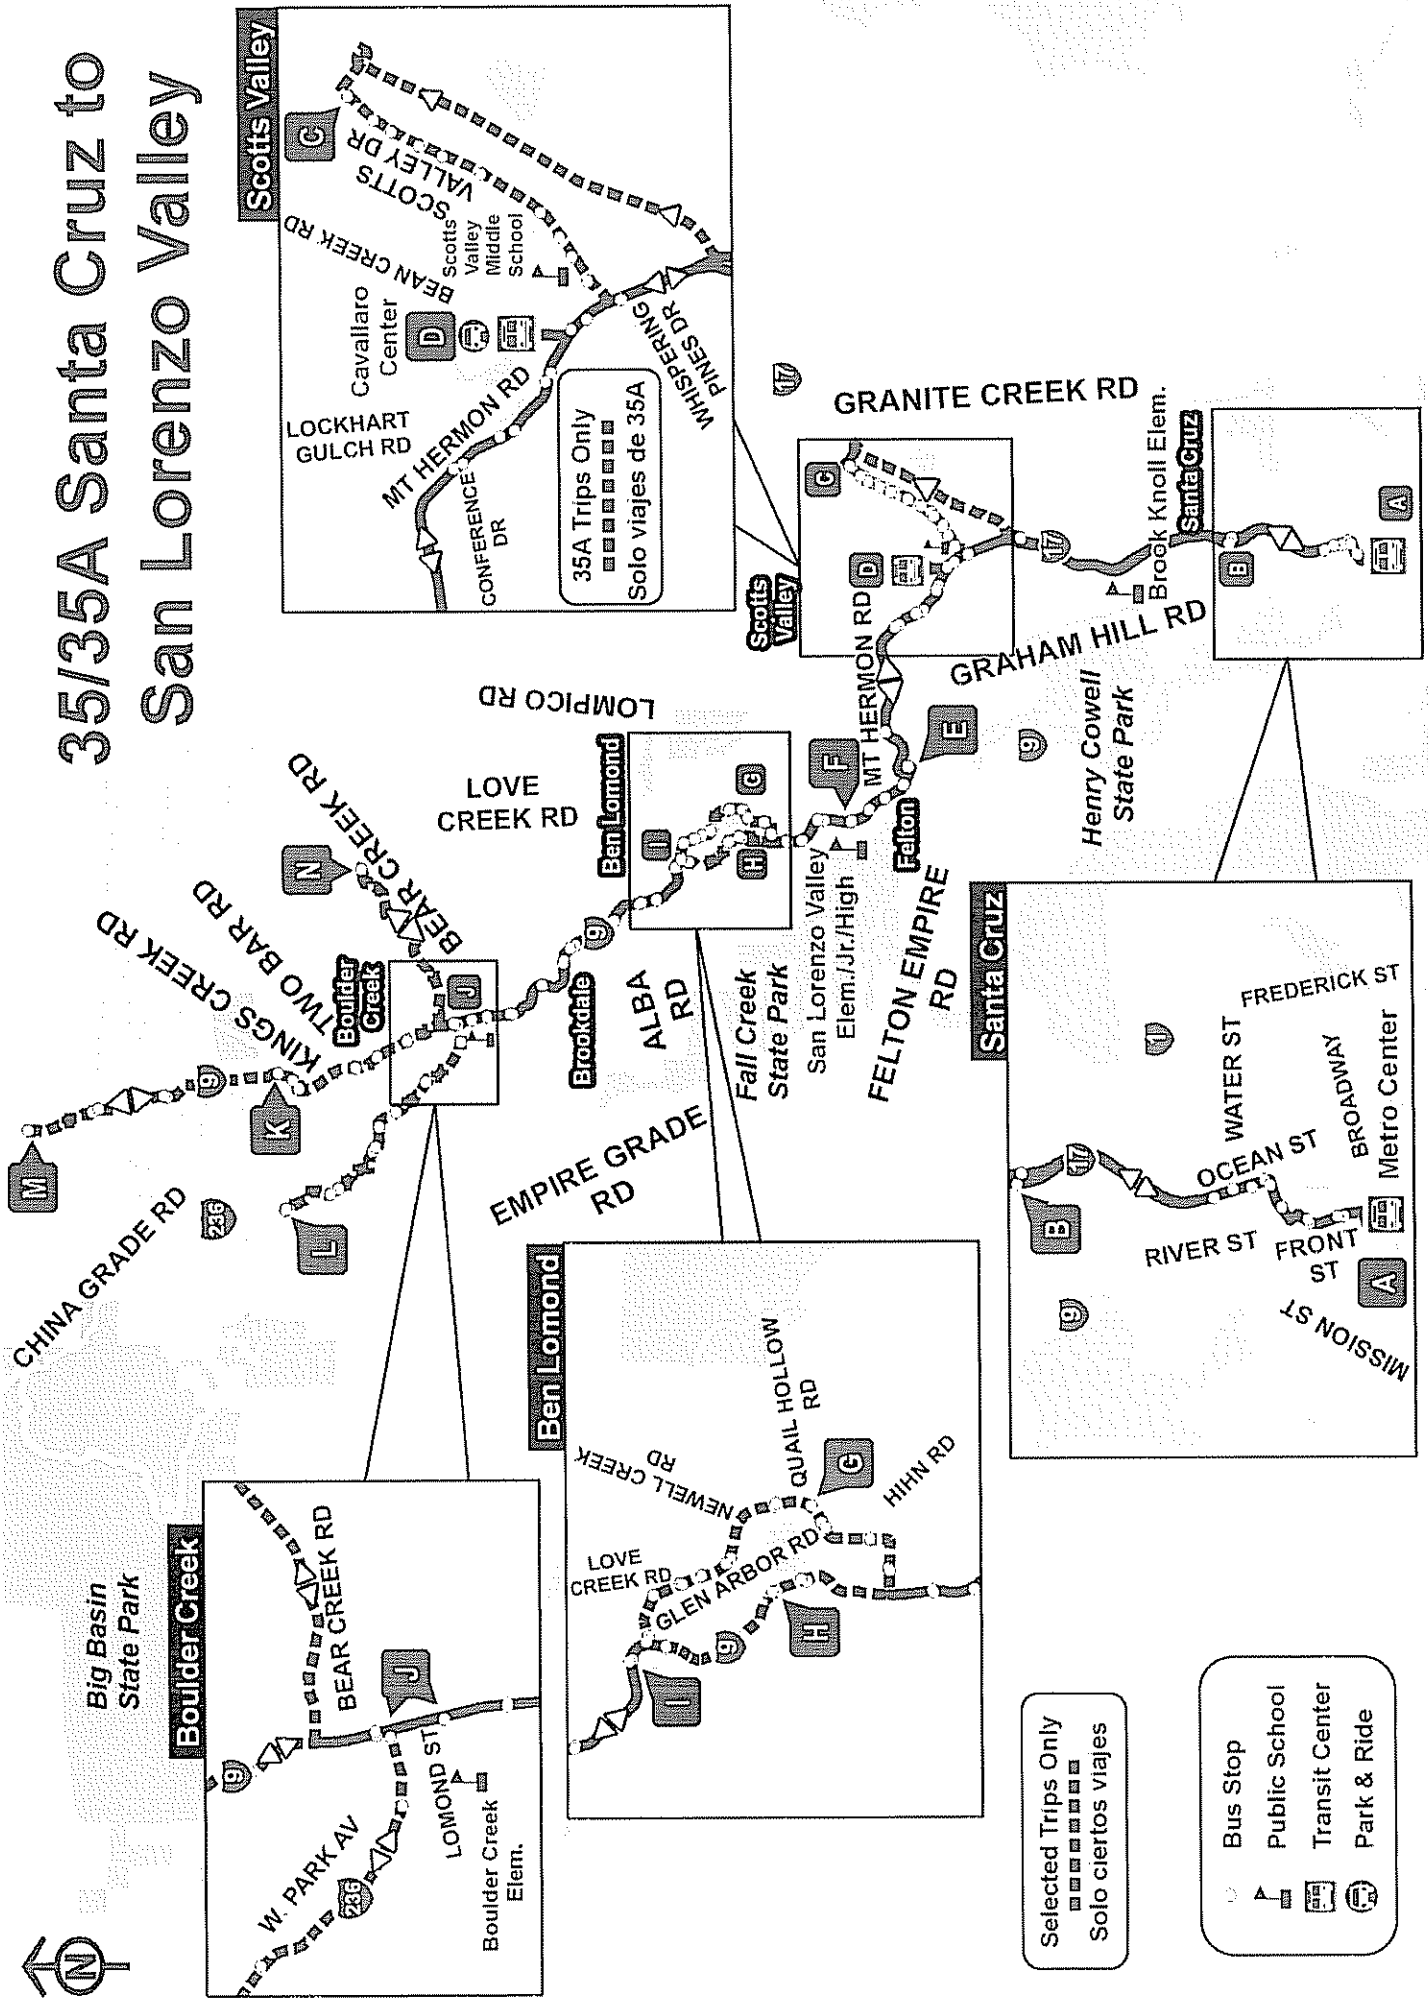 35/35A Santa Cruz to
San Lorenzo Valley
Scotts Valley
C
SCOTTS
VALLEY DR
BEAN CREEK RD
Scotts
Valley
Middle
School
Cavallaro
Center
D
LOCKHART
GULCH RD
MT HERMON RD
WHISPERING
PINES DR
CONFERENCE
DR
35A Trips Only
Solo viajes de 35A
17
GRANITE CREEK RD
C
D
Scotts
Valley
MT HERMON RD
17
Brook Knoll Elem.
Santa Cruz
B
A
GRAHAM HILL RD
Henry Cowell
State Park
9
E
F
Felton
FELTON EMPIRE
RD
San Lorenzo Valley
Elem./Jr./High
LOMPICO RD
LOVE
CREEK RD
Ben Lomond
G
H
I
9
Fall Creek
State Park
ALBA
RD
Brookdale
EMPIRE GRADE
RD
BEAR CREEK RD
N
BEAR CREEK RD
TWO BAR RD
KINGS CREEK RD
Boulder
Creek
J
9
K
M
L
236
CHINA GRADE RD
Big Basin
State Park
Boulder Creek
9
BEAR CREEK RD
J
LOMOND ST
W. PARK AV
236
Boulder Creek
Elem.
Ben Lomond
NEWELL CREEK
RD
QUAIL HOLLOW
RD
G
HIHN RD
LOVE
CREEK RD
GLEN ARBOR RD
9
H
I
Santa Cruz
FREDERICK ST
1
WATER ST
BROADWAY
Metro Center
17
OCEAN ST
B
RIVER ST
FRONT
ST
A
9
MISSION ST
Selected Trips Only
Solo ciertos viajes
Bus Stop
Public School
Transit Center
Park & Ride
N